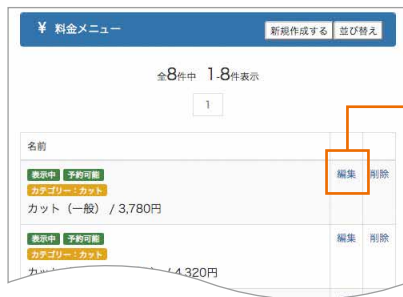 ¥ 料金メニュー 新規作成する 並び替え
全8件中 1-8件表示
1
名前
表示中 予約可能 編集 削除
カテゴリー：カット
カット（一般） / 3,780円
表示中 予約可能 編集 削除
カテゴリー：カット
/ 4,320円